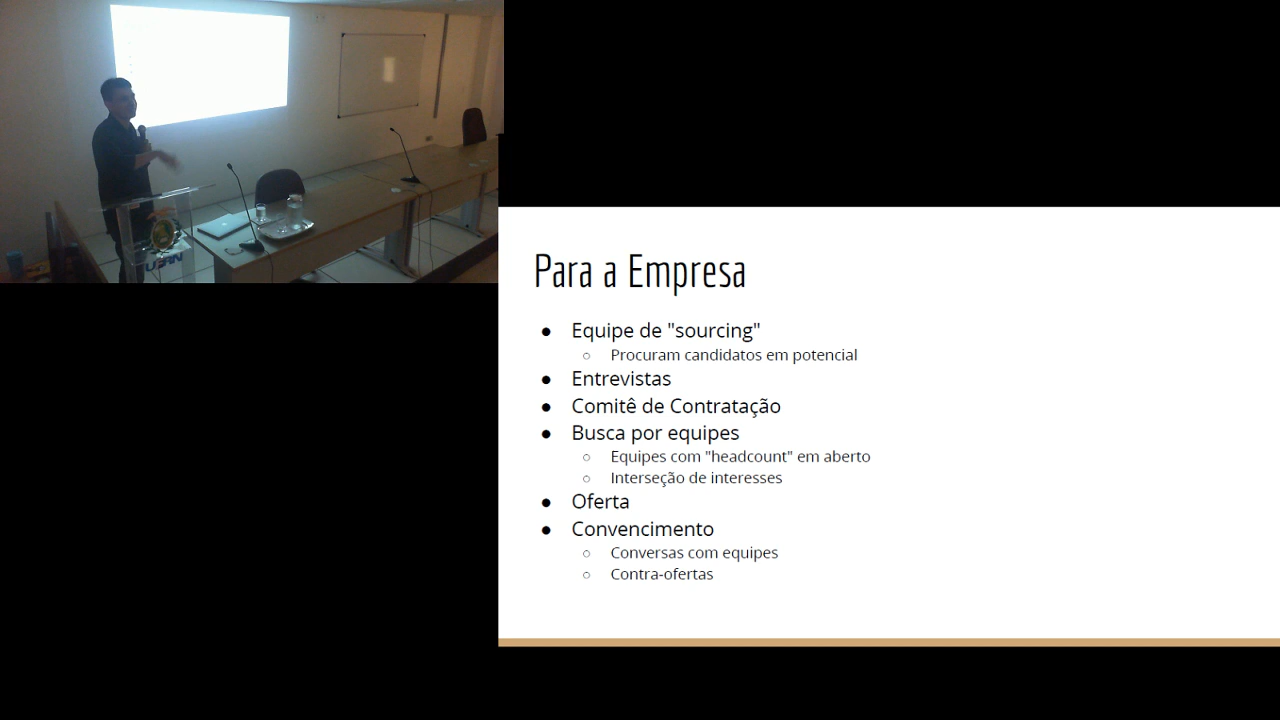 UFRN
Para a Empresa
● Equipe de "sourcing"
○ Procuram candidatos em potencial
● Entrevistas
● Comitê de Contratação
● Busca por equipes
○ Equipes com "headcount" em aberto
○ Interseção de interesses
● Oferta
● Convencimento
○ Conversas com equipes
○ Contra-ofertas